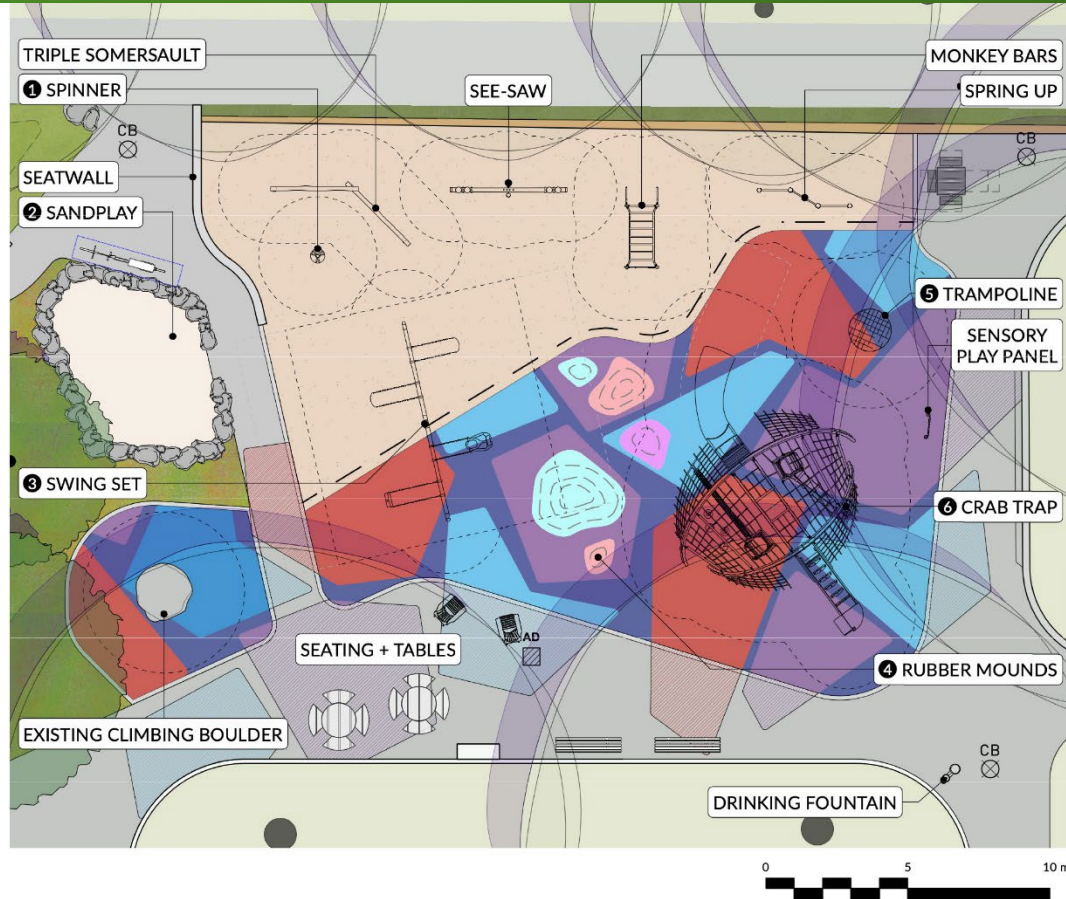 TRIPLE SOMERSAULT
MONKEY BARS
❶ SPINNER
SEE-SAW
SPRING UP
CB
CB
SEATWALL
❷ SANDPLAY
❺ TRAMPOLINE
SENSORY
PLAY PANEL
❸ SWING SET
❻ CRAB TRAP
AD
SEATING + TABLES
❹ RUBBER MOUNDS
EXISTING CLIMBING BOULDER
CB
DRINKING FOUNTAIN
0 5 10 m